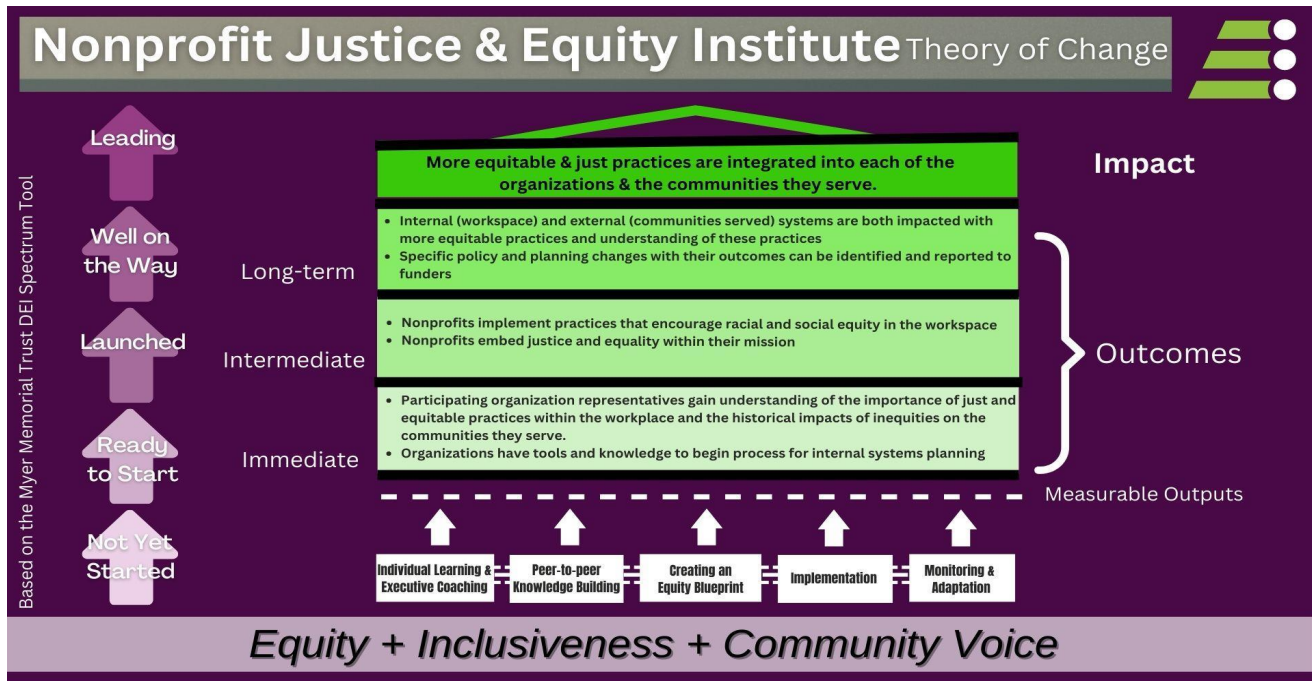 Nonprofit Justice & Equity Institute Theory of Change
Based on the Myer Memorial Trust DEI Spectrum Tool
Leading
Well on
the Way
Launched
Ready
to Start
Not Yet
Started
Long-term
Intermediate
Immediate
More equitable & just practices are integrated into each of the
organizations & the communities they serve.
• Internal (workspace) and external (communities served) systems are both impacted with
more equitable practices and understanding of these practices
• Specific policy and planning changes with their outcomes can be identified and reported to
funders
• Nonprofits implement practices that encourage racial and social equity in the workspace
• Nonprofits embed justice and equality within their mission
• Participating organization representatives gain understanding of the importance of just and
equitable practices within the workplace and the historical impacts of inequities on the
communities they serve.
• Organizations have tools and knowledge to begin process for internal systems planning
Impact
Outcomes
Measurable Outputs
Individual Learning &
Executive Coaching
Peer-to-peer
Knowledge Building
Creating an
Equity Blueprint
Implementation
Monitoring &
Adaptation
Equity + Inclusiveness + Community Voice